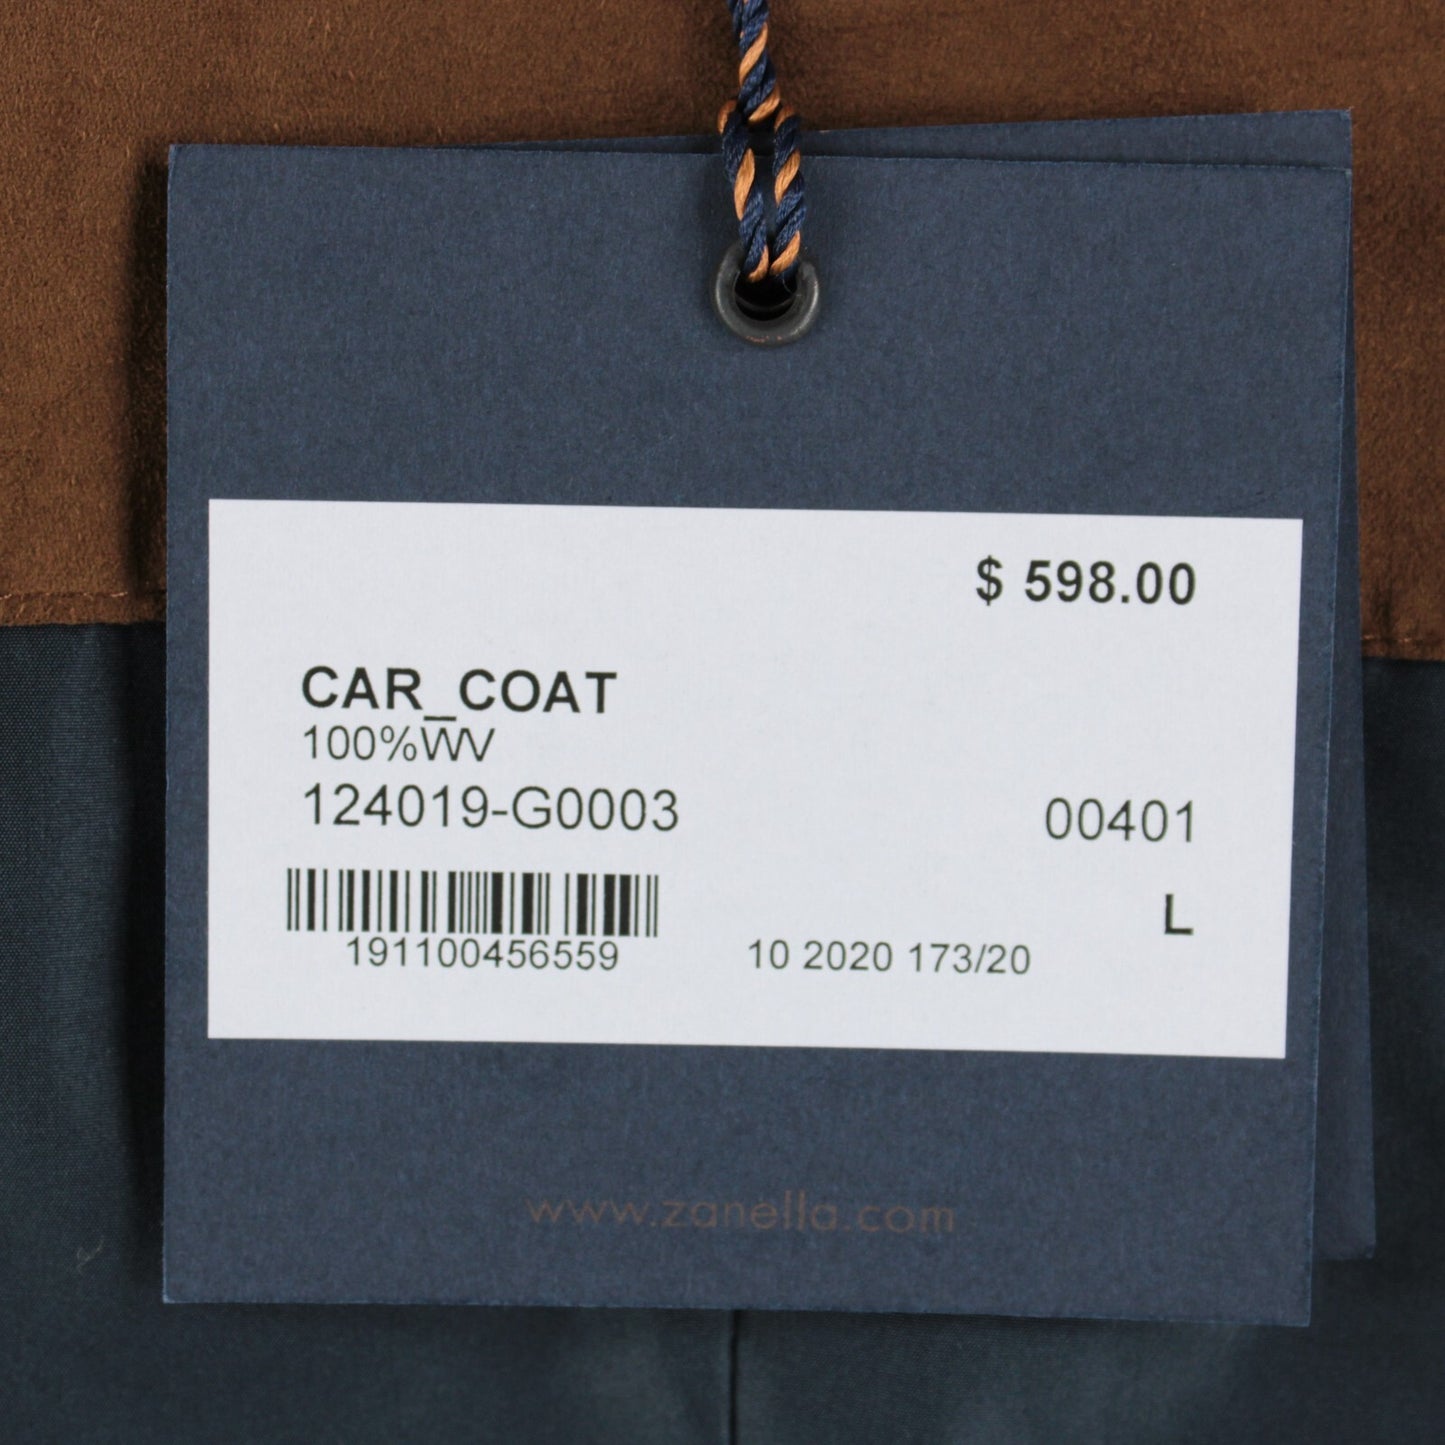 $ 598.00
CAR_COAT
100%WV
124019-G0003 00401
L
191100456559 10 2020 173/20
www.zanella.com